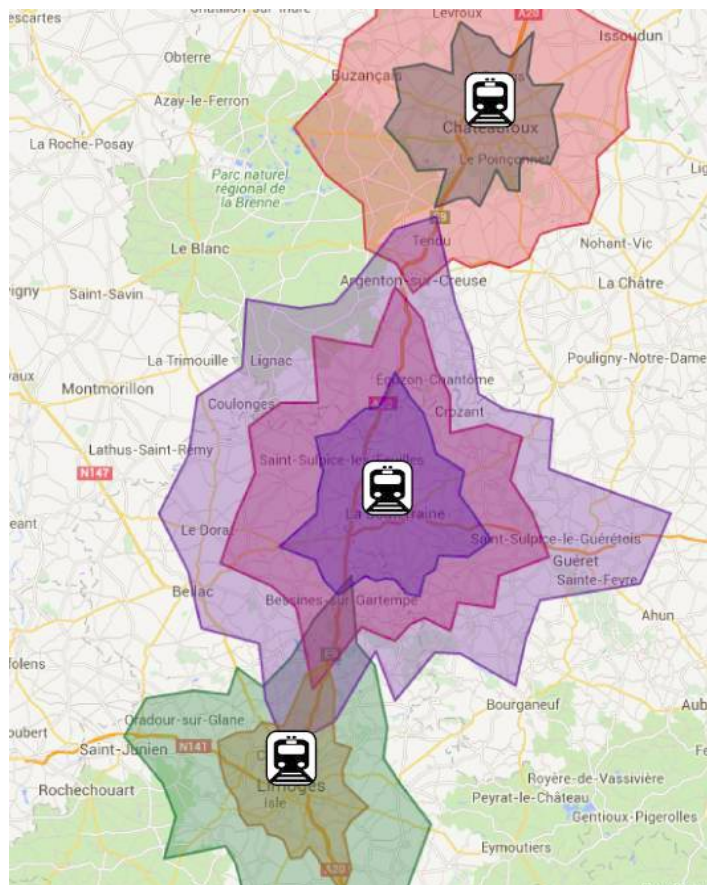 Levroux
A20
Issoudun
Obterre
Buzançais
Azay-le-Ferron
Châteauroux
La Roche-Posay
Le Poinçonnet
Parc naturel
régional de
la Brenne
Tendu
Nohant-Vic
Le Blanc
Argenton-sur-Creuse
La Châtre
Saint-Savin
La Trimouille
Lignac
Pouligny-Notre-Dame
Montmorillon
Eguzon-Chantôme
Coulonges
Crozant
Lathus-Saint-Rémy
Saint-Sulpice-les-Feuilles
N147
Le Dorat
Saint-Sulpice-le-Guérétois
Guéret
Sainte-Feyre
Bellac
Bessines-sur-Gartempe
Ahun
Bourganeuf
Oradour-sur-Glane
Saint-Junien
N141
Limoges
Isle
Rochechouart
Royère-de-Vassivière
Peyrat-le-Château
Gentioux-Pigerolles
Eymoutiers
A20